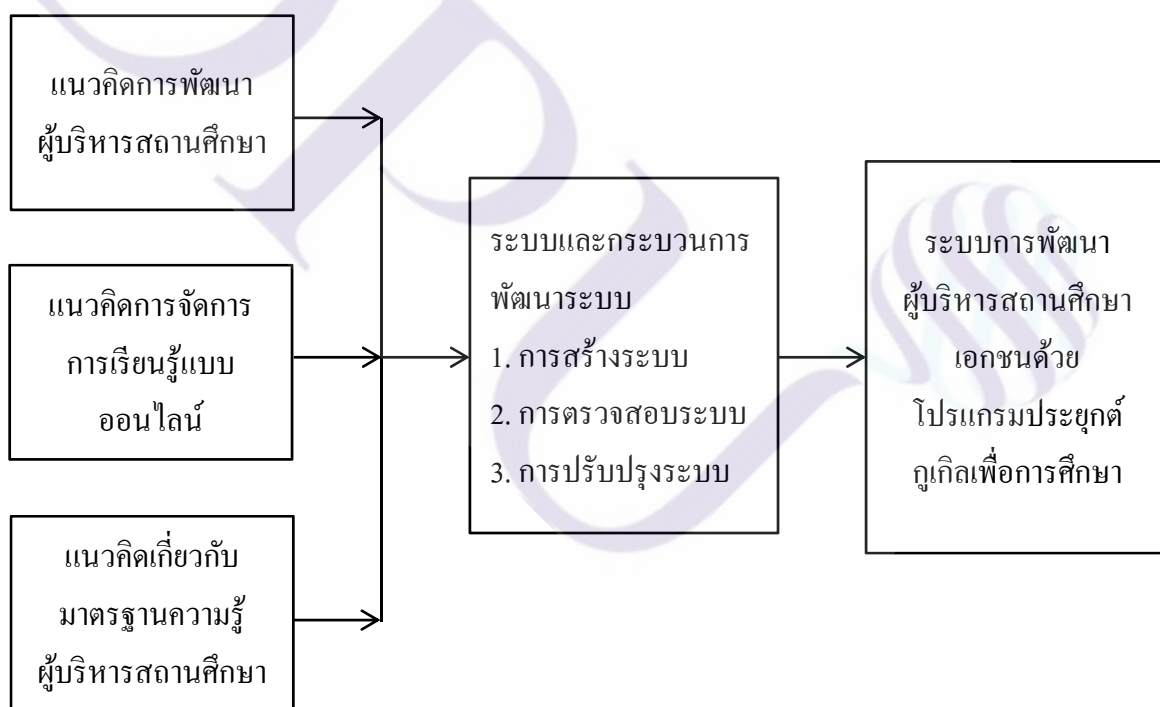 แนวคิดการพัฒนา
ผู้บริหารสถานศึกษา
แนวคิดการจัดการ
การเรียนรู้แบบ
ออนไลน์
แนวคิดเกี่ยวกับ
มาตรฐานความรู้
ผู้บริหารสถานศึกษา
ระบบและกระบวนการ
พัฒนาระบบ
1. การสร้างระบบ
2. การตรวจสอบระบบ
3. การปรับปรุงระบบ
ระบบการพัฒนา
ผู้บริหารสถานศึกษา
เอกชนด้วย
โปรแกรมประยุกต์
กูเกิลเพื่อการศึกษา